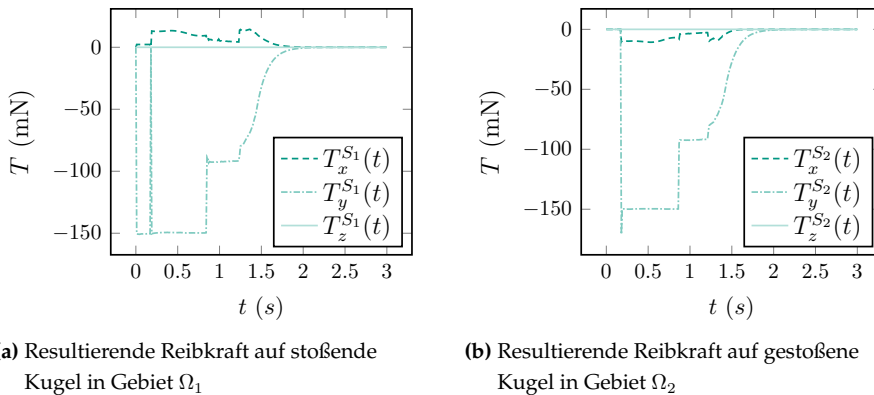 0
−50
−100
−150
T (mN)
T_x^{S_1}(t)
T_y^{S_1}(t)
T_z^{S_1}(t)
0 0.5 1 1.5 2 2.5 3
t (s)
0
−50
−100
−150
T (mN)
T_x^{S_2}(t)
T_y^{S_2}(t)
T_z^{S_2}(t)
0 0.5 1 1.5 2 2.5 3
t (s)
a) Resultierende Reibkraft auf stoßende
Kugel in Gebiet Ω₁
(b) Resultierende Reibkraft auf gestoßene
Kugel in Gebiet Ω₂